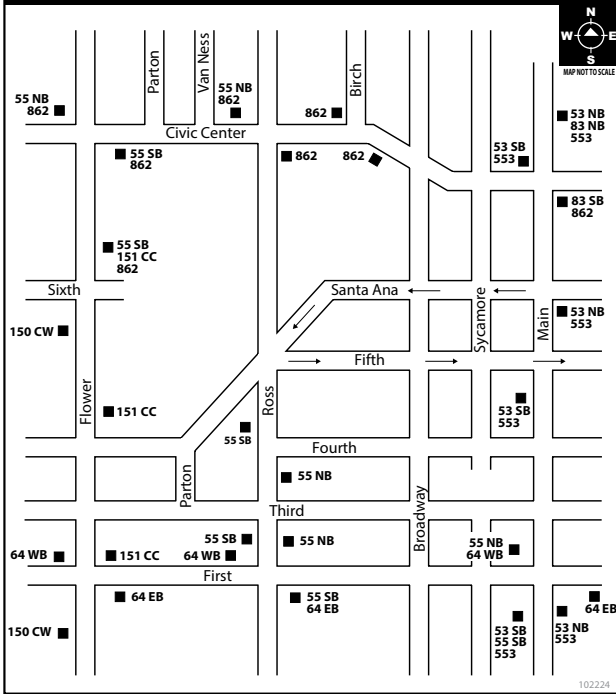 N
W E
S
MAP NOT TO SCALE
Parton
Van Ness
Birch
55 NB
862
55 NB
862
862
53 NB
83 NB
553
Civic Center
55 SB
862
862
862
53 SB
553
83 SB
862
55 SB
151 CC
862
Sixth
Santa Ana
Sycamore
Main
53 NB
553
150 CW
Fifth
Flower
Ross
151 CC
53 SB
553
55 SB
Fourth
Parton
55 NB
Broadway
Third
64 WB
151 CC
55 SB
64 WB
55 NB
55 NB
64 WB
First
64 EB
55 SB
64 EB
64 EB
150 CW
53 SB
55 SB
553
53 NB
553
102224